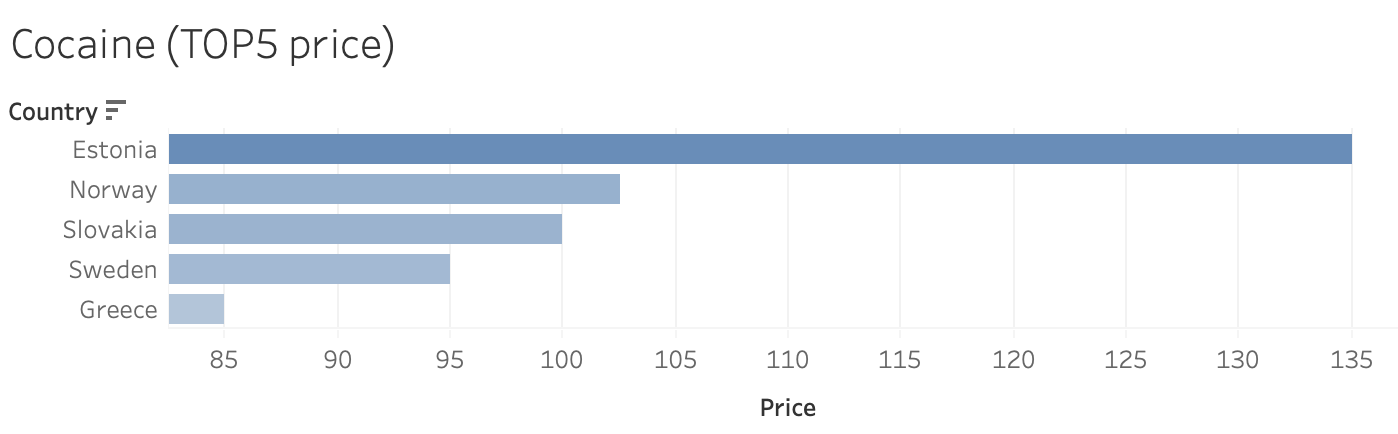 Cocaine (TOP5 price)
Country
Estonia
Norway
Slovakia
Sweden
Greece
85 90 95 100 105 110 115 120 125 130 135
Price